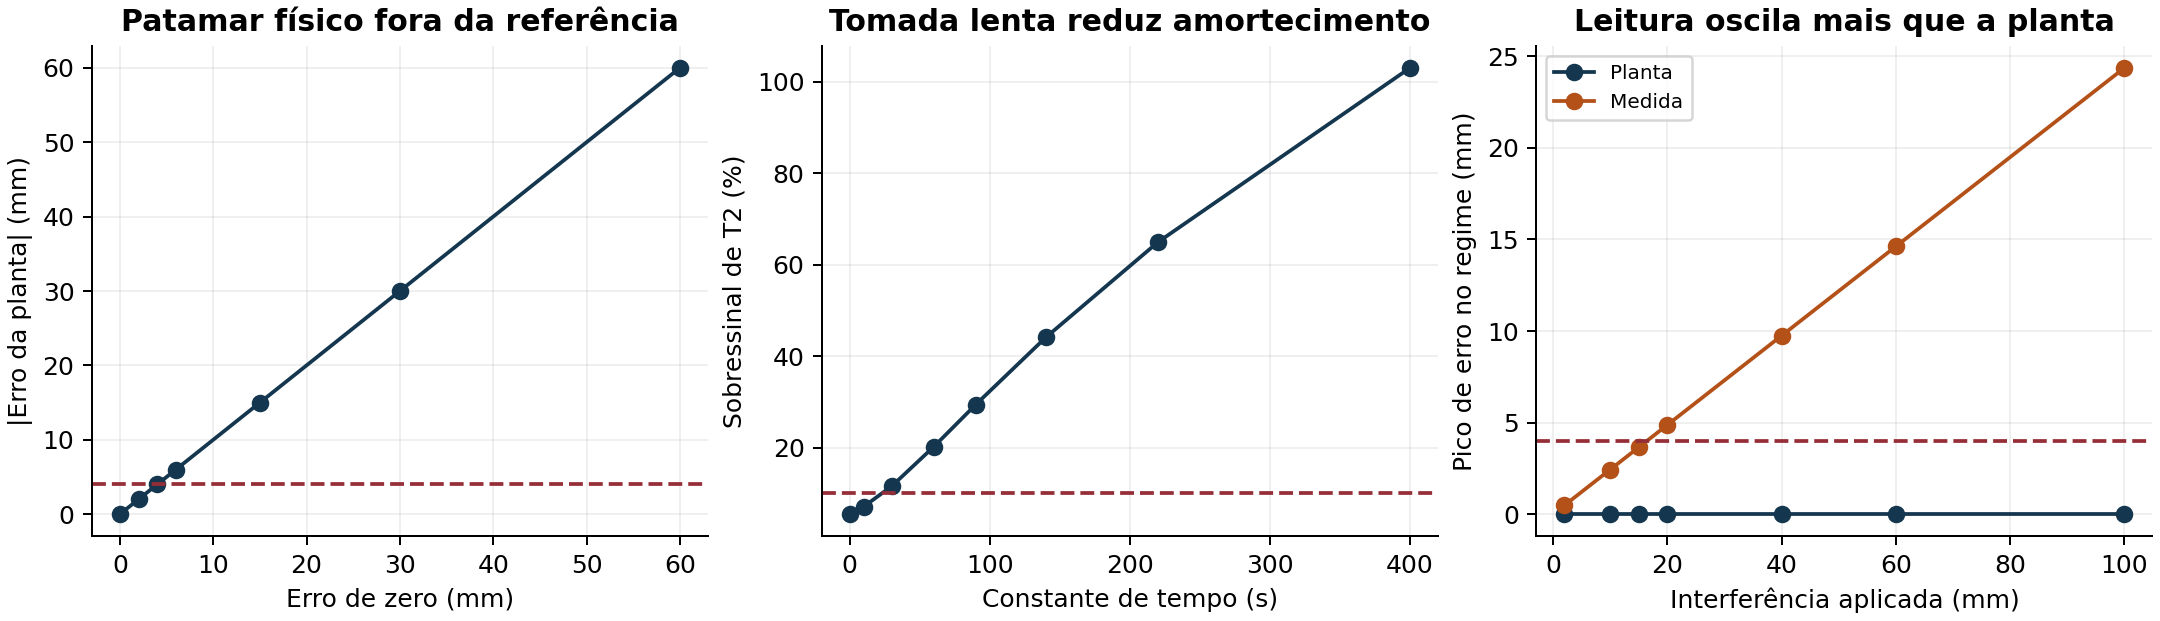 Patamar físico fora da referência
|Erro da planta| (mm)
60
50
40
30
20
10
0
0 10 20 30 40 50 60
Erro de zero (mm)
Tomada lenta reduz amortecimento
Sobressinal de T2 (%)
100
80
60
40
20
0 100 200 300 400
Constante de tempo (s)
Leitura oscila mais que a planta
Pico de erro no regime (mm)
25
20
15
10
5
0
Planta
Medida
0 20 40 60 80 100
Interferência aplicada (mm)